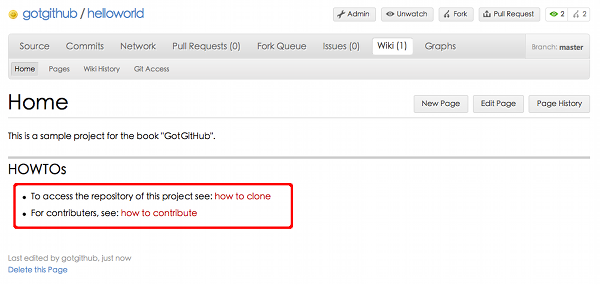 gotgithub / helloworld
Admin Unwatch Fork Pull Request 2 2
Source Commits Network Pull Requests (0) Fork Queue Issues (0) Wiki (1) Graphs Branch: master
Home Pages Wiki History Git Access
Home New Page Edit Page Page History
This is a sample project for the book "GotGitHub".
HOWTOs
To access the repository of this project see: how to clone
For contributers, see: how to contribute
Last edited by gotgithub, just now
Delete this Page